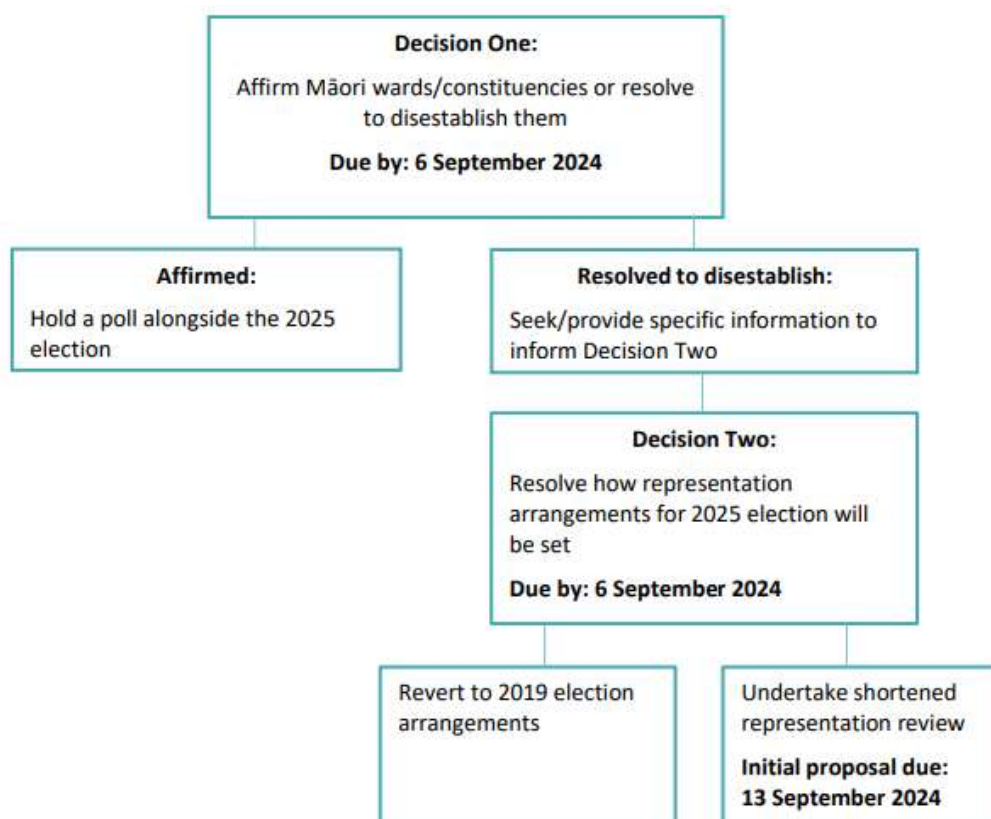 Decision One:
Affirm Māori wards/constituencies or resolve
to disestablish them
Due by: 6 September 2024
Affirmed:
Hold a poll alongside the 2025
election
Resolved to disestablish:
Seek/provide specific information to
inform Decision Two
Decision Two:
Resolve how representation
arrangements for 2025 election will
be set
Due by: 6 September 2024
Revert to 2019 election
arrangements
Undertake shortened
representation review
Initial proposal due:
13 September 2024